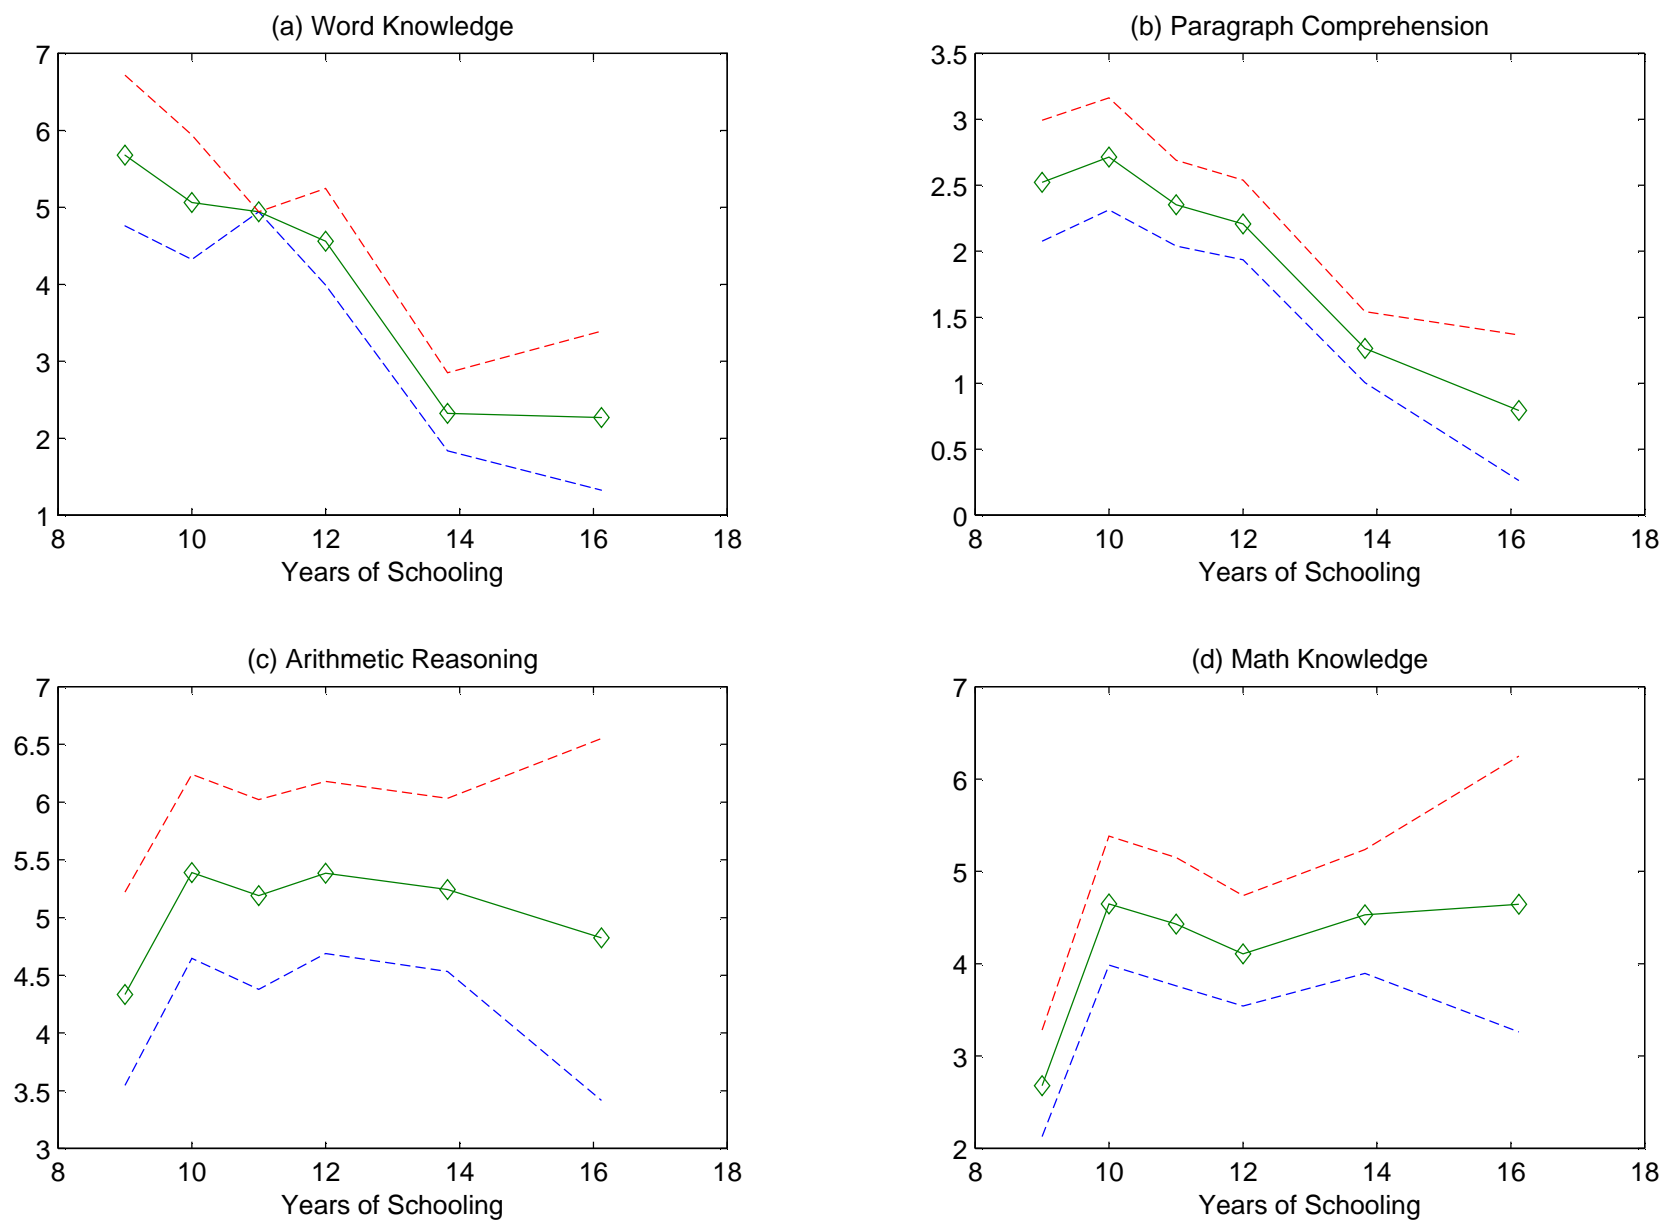 (a) Word Knowledge
7
6
5
4
3
2
1
8 10 12 14 16 18
Years of Schooling
(b) Paragraph Comprehension
3.5
3
2.5
2
1.5
1
0.5
0
8 10 12 14 16 18
Years of Schooling
(c) Arithmetic Reasoning
7
6.5
6
5.5
5
4.5
4
3.5
3
8 10 12 14 16 18
Years of Schooling
(d) Math Knowledge
7
6
5
4
3
2
8 10 12 14 16 18
Years of Schooling